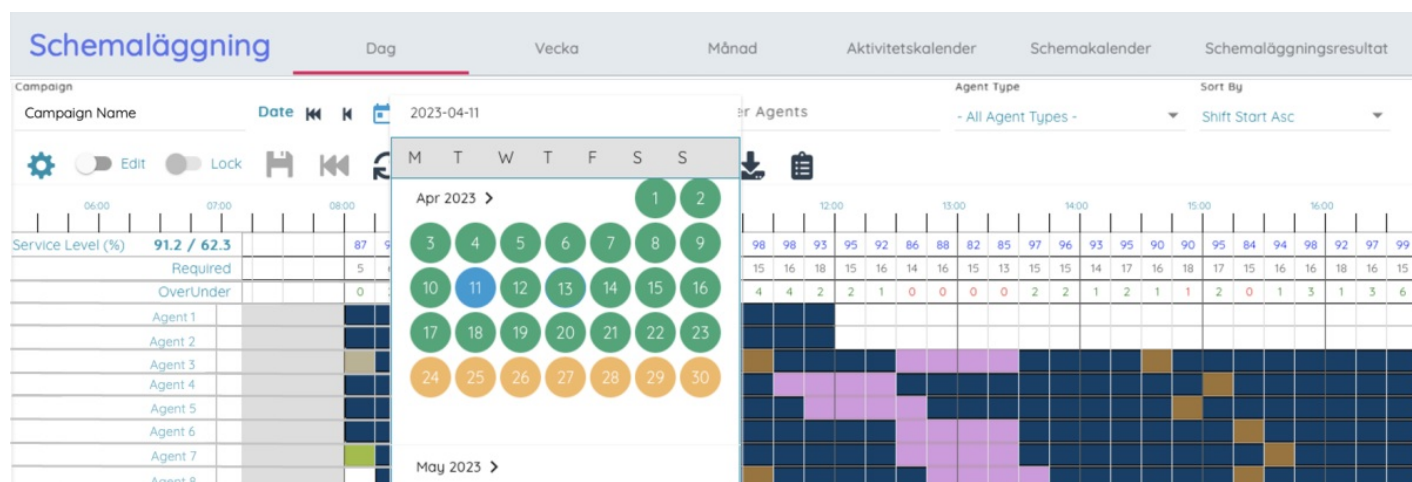 Schemaläggning Dag Vecka Månad Aktivitetskalender Schemakalender Schemaläggningsresultat
Campaign Agent Type Sort By
Campaign Name Date 2023-04-11 Agents - All Agent Types - Shift Start Asc
Edit Lock M T W T F S S
Apr 2023 1 2
06:00 07:00 08:00 12:00 13:00 14:00 15:00 16:00
Service Level (%) 91.2 / 62.3 87 3 4 5 6 7 8 9 98 98 93 95 92 86 88 82 85 97 96 93 95 90 90 95 84 94 98 92 97 99
Required 5 15 16 18 15 16 14 16 15 13 15 15 14 17 16 18 17 15 16 16 18 16 15
OverUnder 0 10 11 12 13 14 15 16 4 4 2 2 1 0 0 0 0 2 2 1 2 1 1 2 0 1 3 1 3 6
Agent 1
Agent 2 17 18 19 20 21 22 23
Agent 3
Agent 4 24 25 26 27 28 29 30
Agent 5
Agent 6
Agent 7
May 2023
Agent 8